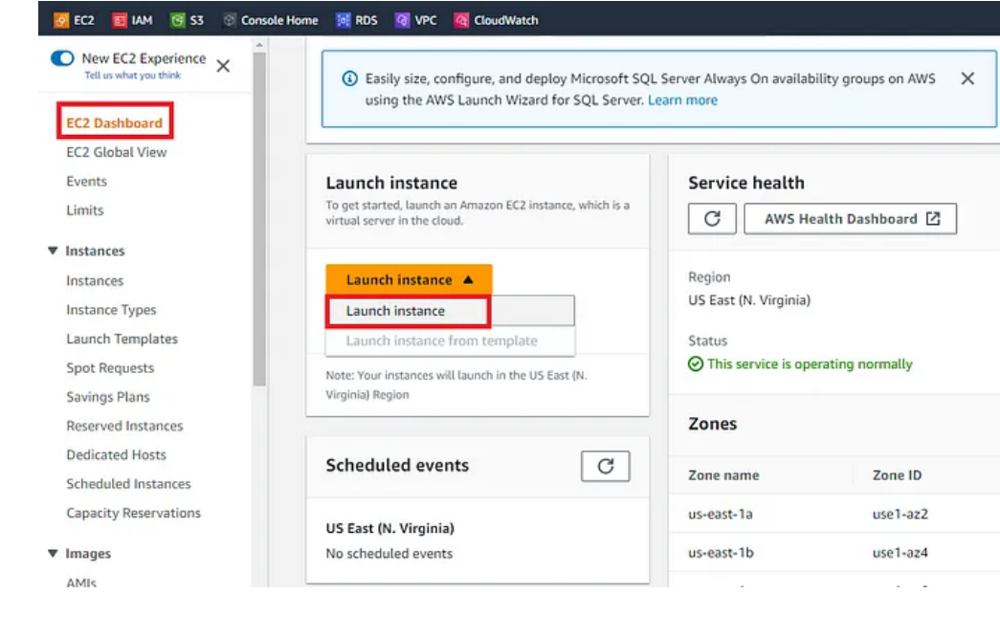 EC2 IAM S3 Console Home RDS VPC CloudWatch
New EC2 Experience
Tell us what you think
EC2 Dashboard
EC2 Global View
Events
Limits
Instances
Instances
Instance Types
Launch Templates
Spot Requests
Savings Plans
Reserved Instances
Dedicated Hosts
Scheduled Instances
Capacity Reservations
Images
AMIs
Easily size, configure, and deploy Microsoft SQL Server Always On availability groups on AWS
using the AWS Launch Wizard for SQL Server. Learn more
Launch instance
To get started, launch an Amazon EC2 instance, which is a
virtual server in the cloud.
Launch instance
Launch instance
Launch instance from template
Note: Your instances will launch in the US East (N.
Virginia) Region
Scheduled events
US East (N. Virginia)
No scheduled events
Service health
AWS Health Dashboard
Region
US East (N. Virginia)
Status
This service is operating normally
Zones
Zone name Zone ID
us-east-1a use1-az2
us-east-1b use1-az4